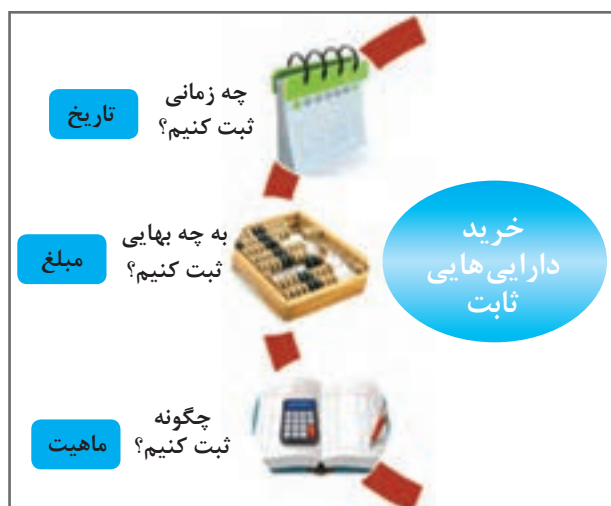 خرید
دارایی‌هایی
ثابت
چه زمانی
ثبت کنیم؟
تاریخ
به چه بهایی
ثبت کنیم؟
مبلغ
چگونه
ثبت کنیم؟
ماهیت